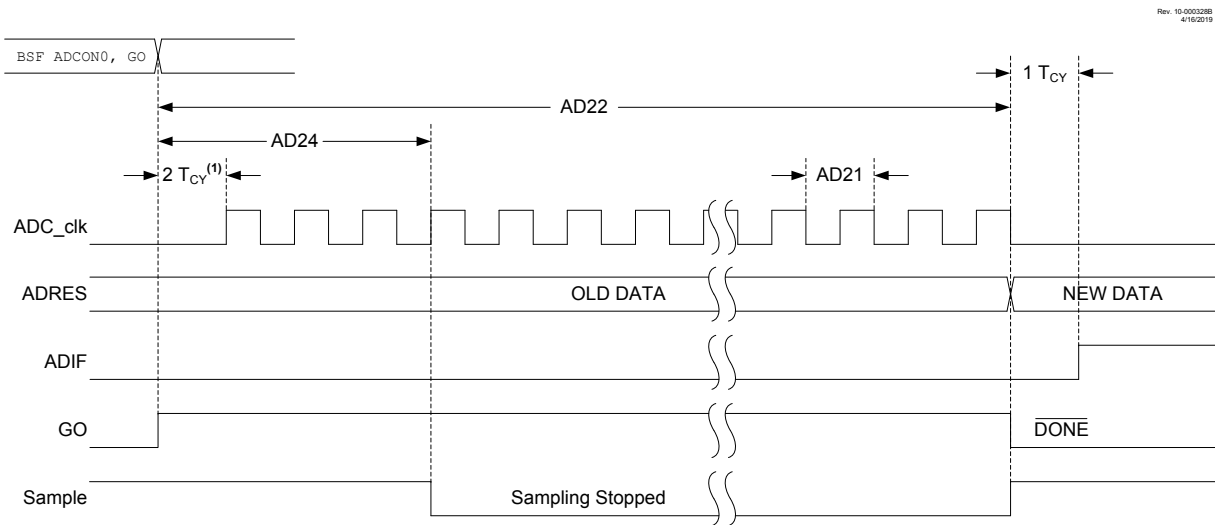 Rev. 10-000328B
4/16/2019
BSF ADCON0, GO
1 TCY
AD22
AD24
2 TCY(1)
AD21
ADC_clk
ADRES
OLD DATA
NEW DATA
ADIF
GO
DONE
Sample
Sampling Stopped